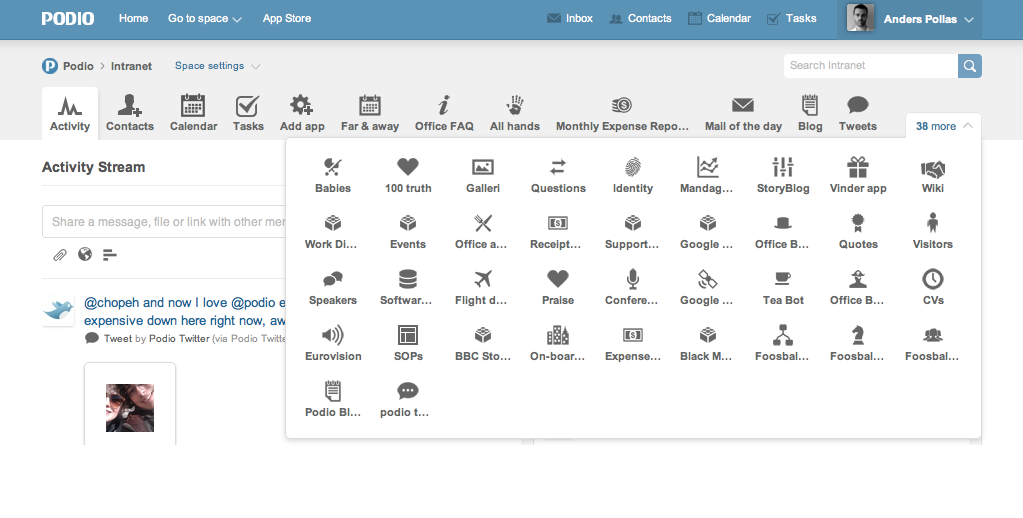 PODIO Home Go to space App Store Inbox Contacts Calendar Tasks Anders Pollas
Podio > Intranet Space settings Search Intranet
Activity Contacts Calendar Tasks Add app Far & away Office FAQ All hands Monthly Expense Repo... Mail of the day Blog Tweets 38 more
Activity Stream
Babies 100 truth Galleri Questions Identity Mandag... StoryBlog Vinder app Wiki
Share a message, file or link with other mer
Work Di... Events Office a... Receipt... Support... Google ... Office B... Quotes Visitors
Speakers Softwar... Flight d... Praise Confere... Google ... Tea Bot Office B... CVs
@chopeh and now I love @podio e
expensive down here right now, aw
Tweet by Podio Twitter (via Podio Twitte
Eurovision SOPs BBC Sto... On-boar... Expense... Black M... Foosbal... Foosbal... Foosbal...
Podio Bl... podio t...